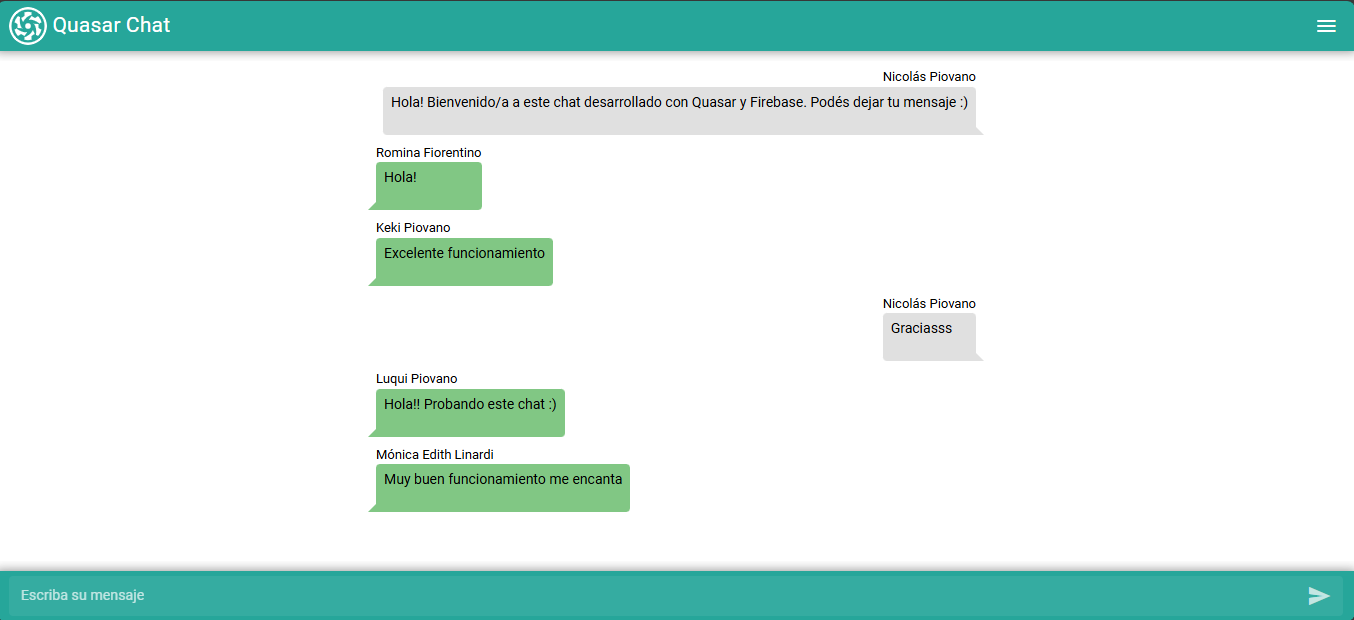 Quasar Chat
Nicolás Piovano
Hola! Bienvenido/a a este chat desarrollado con Quasar y Firebase. Podés dejar tu mensaje :)
Romina Fiorentino
Hola!
Keki Piovano
Excelente funcionamiento
Nicolás Piovano
Graciasss
Luqui Piovano
Hola!! Probando este chat :)
Mónica Edith Linardi
Muy buen funcionamiento me encanta
Escriba su mensaje